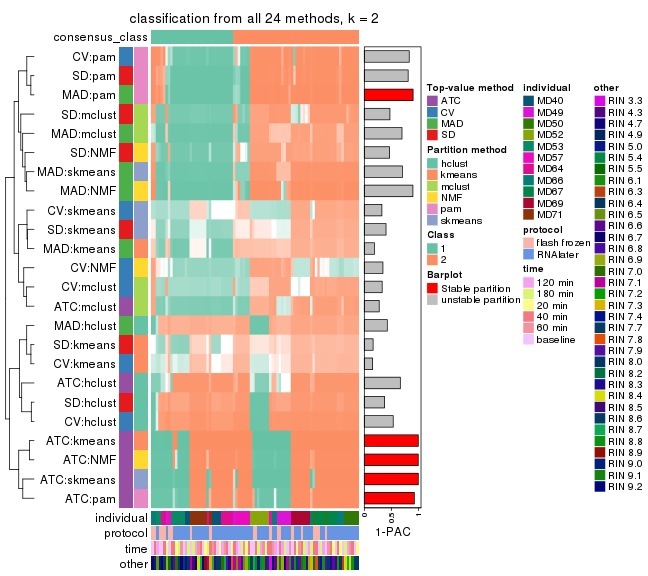 classification from all 24 methods, k = 2
consensus_class
CV:pam
SD:pam
MAD:pam
SD:mclust
MAD:mclust
SD:NMF
MAD:skmeans
MAD:NMF
CV:skmeans
SD:skmeans
MAD:kmeans
CV:NMF
CV:mclust
ATC:mclust
MAD:hclust
SD:kmeans
CV:kmeans
ATC:hclust
SD:hclust
CV:hclust
ATC:kmeans
ATC:NMF
ATC:skmeans
ATC:pam
individual
protocol
time
other
0
0.5
1
1-PAC
Top-value method
ATC
CV
MAD
SD
Partition method
hclust
kmeans
mclust
NMF
pam
skmeans
Class
1
2
Barplot
Stable partition
unstable partition
individual
MD40
MD49
MD50
MD52
MD53
MD57
MD64
MD66
MD67
MD69
MD71
protocol
flash frozen
RNAlater
time
120 min
180 min
20 min
40 min
60 min
baseline
other
RIN 3.3
RIN 4.3
RIN 4.7
RIN 4.9
RIN 5.0
RIN 5.4
RIN 5.5
RIN 6.1
RIN 6.3
RIN 6.4
RIN 6.5
RIN 6.6
RIN 6.7
RIN 6.8
RIN 6.9
RIN 7.0
RIN 7.1
RIN 7.2
RIN 7.3
RIN 7.4
RIN 7.7
RIN 7.8
RIN 7.9
RIN 8.0
RIN 8.2
RIN 8.3
RIN 8.4
RIN 8.5
RIN 8.6
RIN 8.7
RIN 8.8
RIN 8.9
RIN 9.0
RIN 9.1
RIN 9.2